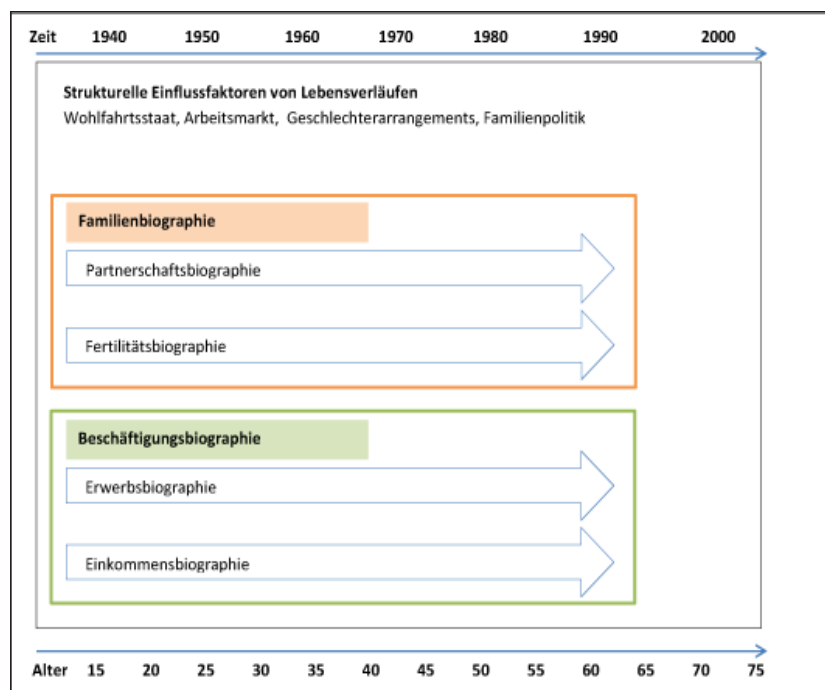 Zeit 1940 1950 1960 1970 1980 1990 2000
Strukturelle Einflussfaktoren von Lebensverläufen
Wohlfahrtsstaat, Arbeitsmarkt, Geschlechterarrangements, Familienpolitik
Familienbiographie
Partnerschaftsbiographie
Fertilitätsbiographie
Beschäftigungsbiographie
Erwerbsbiographie
Einkommensbiographie
Alter 15 20 25 30 35 40 45 50 55 60 65 70 75